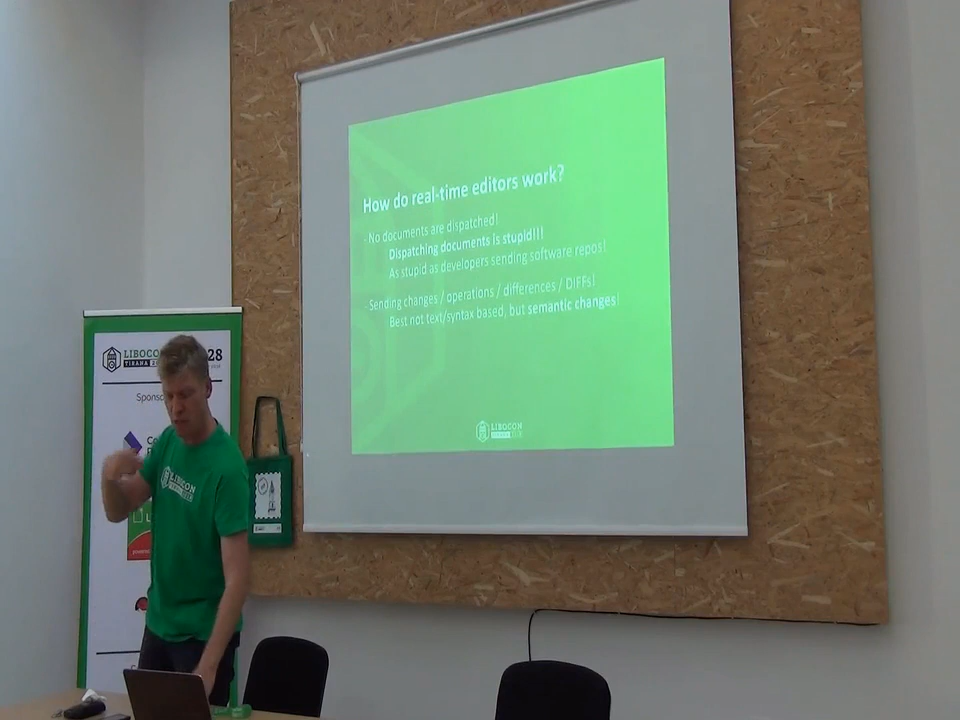 How do real-time editors work?
No documents are dispatched!
Dispatching documents is stupid!!!
As stupid as developers sending software repos!
Sending changes / operations / differences / DIFFs!
Best not text/syntax based, but semantic changes!
LIBOCON
LIBOCON
TIRANA
28
Sponso
LIBOCON